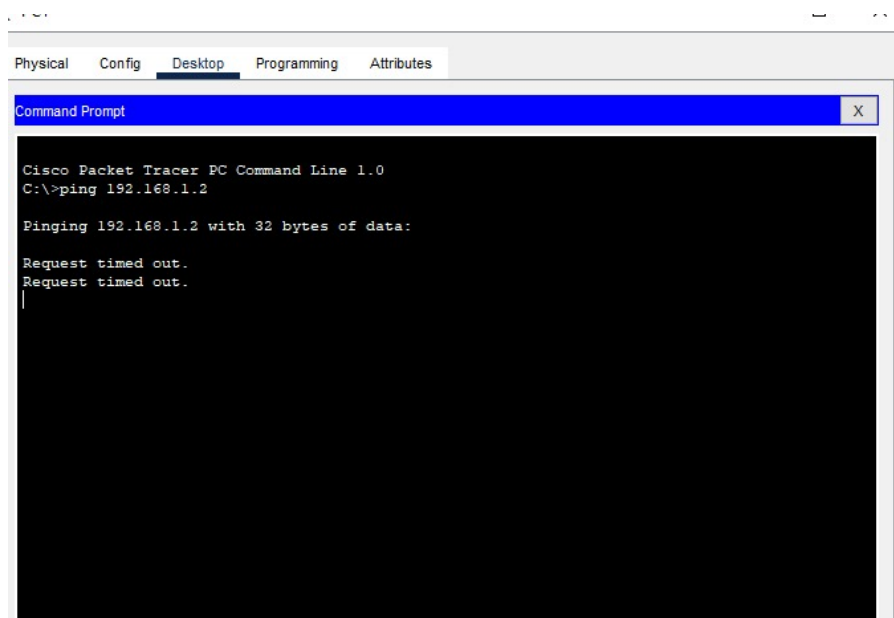 Physical Config Desktop Programming Attributes
Command Prompt X
Cisco Packet Tracer PC Command Line 1.0
C:\>ping 192.168.1.2
Pinging 192.168.1.2 with 32 bytes of data:
Request timed out.
Request timed out.